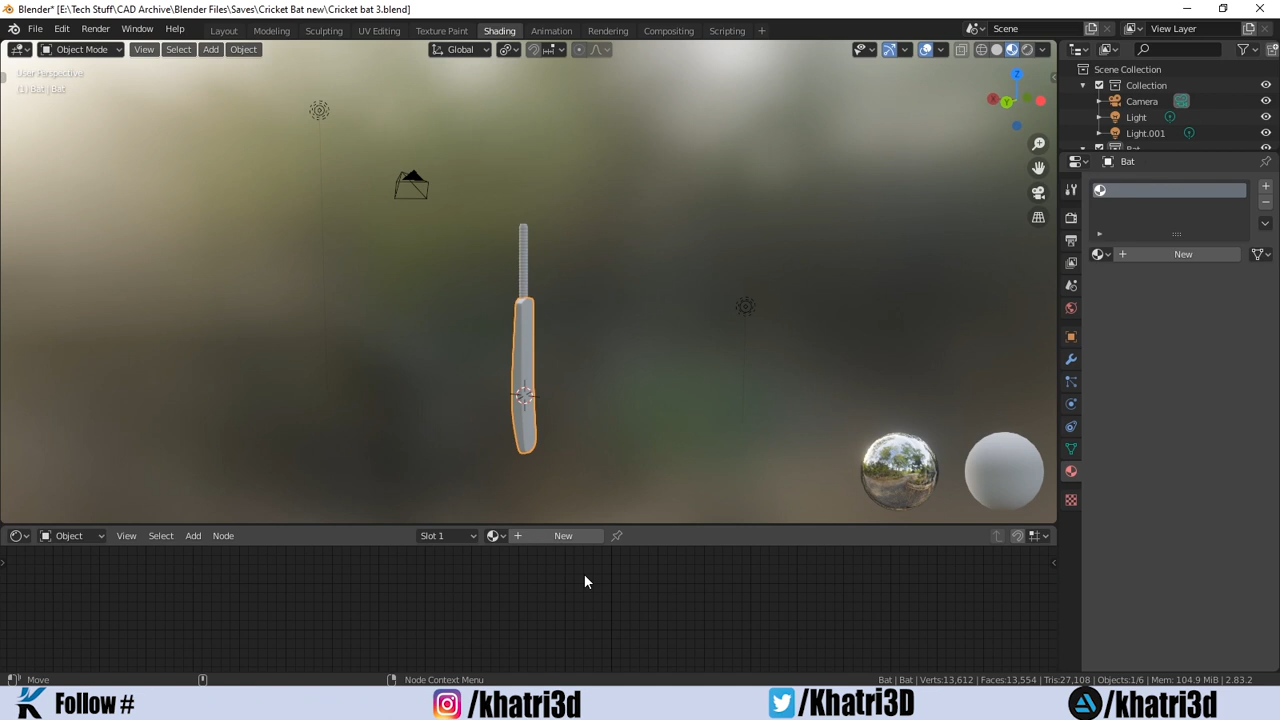 Blender* [E:\Tech Stuff\CAD Archive\Blender Files\Saves\Cricket Bat new\Cricket bat 3.blend]
File Edit Render Window Help Layout Modeling Sculpting UV Editing Texture Paint Shading Animation Rendering Compositing Scripting + Scene View Layer
Object Mode View Select Add Object Global
User Perspective
(1) Bat | Bat
Z
X
Y
Scene Collection
Collection
Camera
Light
Light.001
Bat
Bat
New
Object View Select Add Node Slot 1 New
Move Node Context Menu Bat | Bat | Verts:13,612 | Faces:13,554 | Tris:27,108 | Objects:1/6 | Mem: 104.9 MiB | 2.83.2
Follow # /khatri3d /Khatri3D /khatri3d